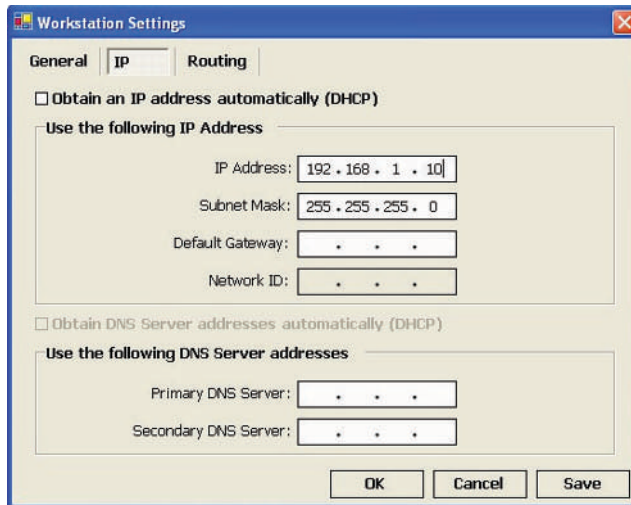 Workstation Settings
General IP Routing
Obtain an IP address automatically (DHCP)
Use the following IP Address
IP Address: 192 . 168 . 1 . 10
Subnet Mask: 255 . 255 . 255 . 0
Default Gateway: . . .
Network ID: . . .
Obtain DNS Server addresses automatically (DHCP)
Use the following DNS Server addresses
Primary DNS Server: . . .
Secondary DNS Server: . . .
OK Cancel Save